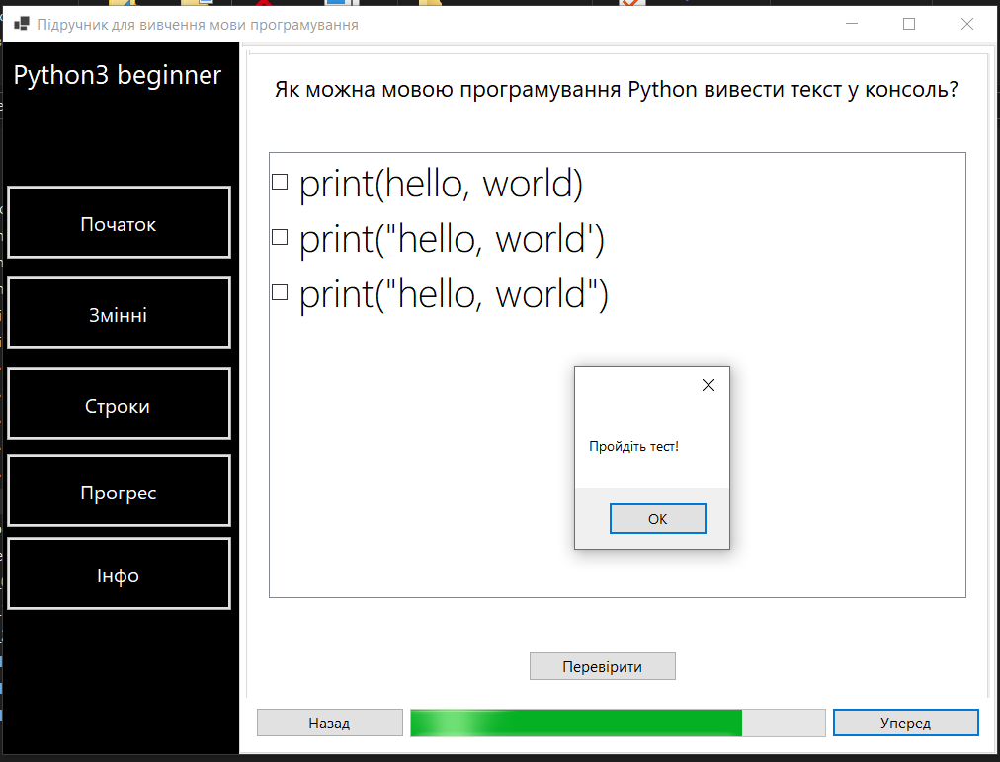 Підручник для вивчення мови програмування
Python3 beginner
Початок
Змінні
Строки
Прогрес
Інфо
Як можна мовою програмування Python вивести текст у консоль?
print(hello, world)
print("hello, world')
print("hello, world")
Пройдіть тест!
ОК
Перевірити
Назад
Уперед